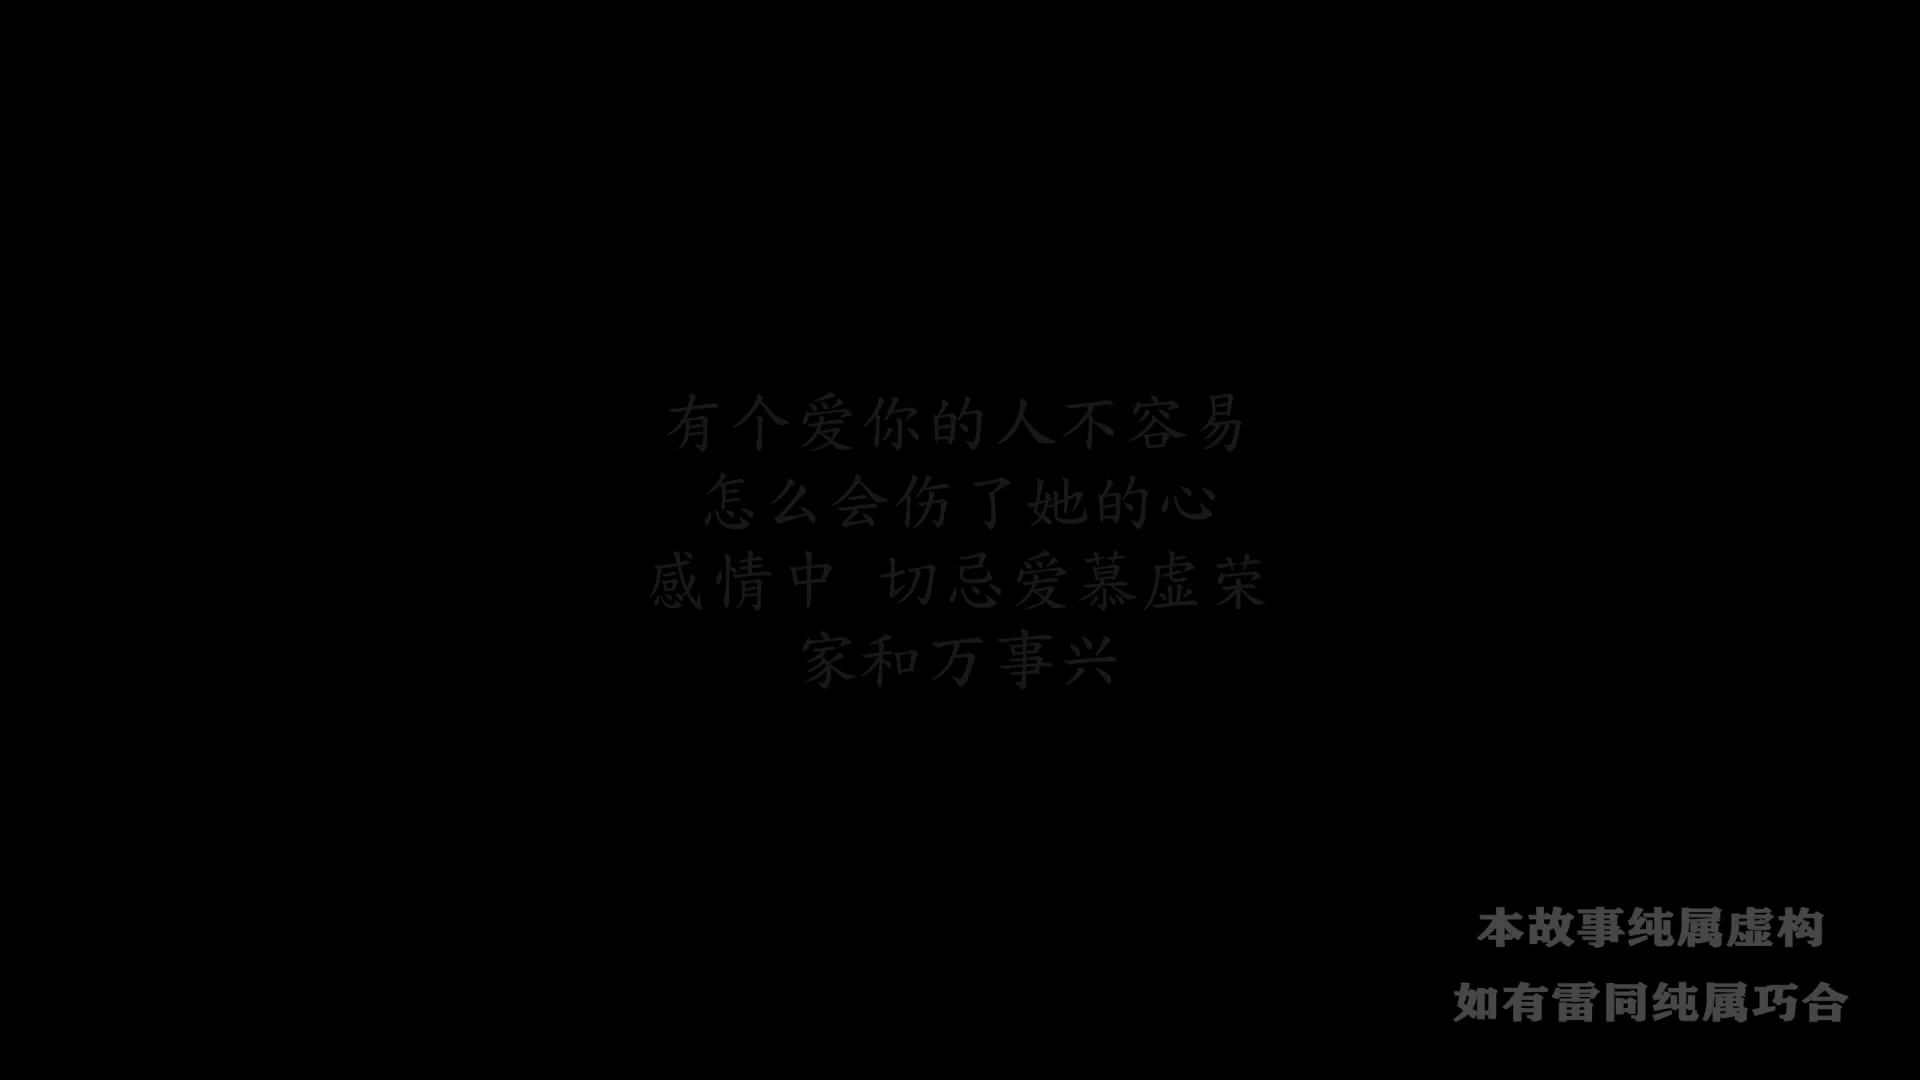 有个爱你的人不容易
怎么会伤了她的心
感情中 切忌爱慕虚荣
家和万事兴
本故事纯属虚构
如有雷同纯属巧合